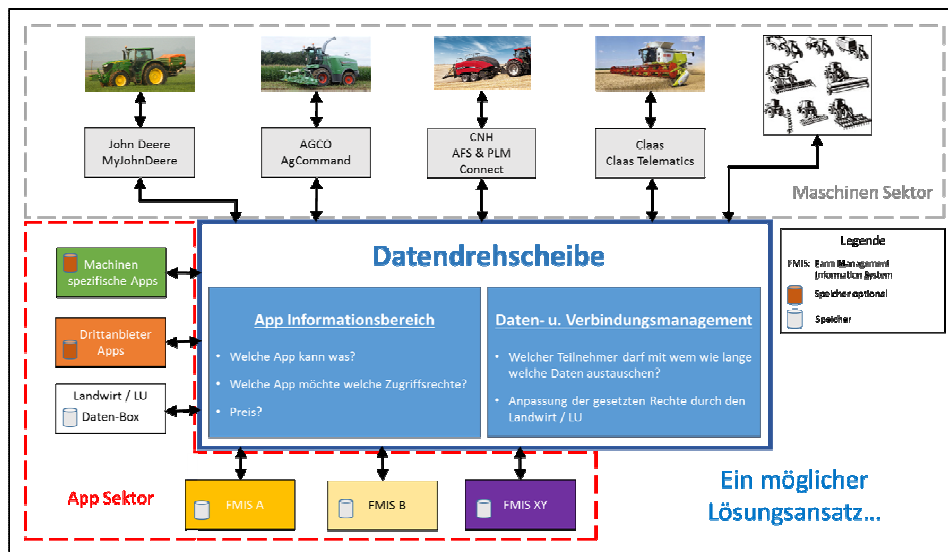 John Deere
MyJohnDeere
AGCO
AgCommand
CNH
AFS & PLM
Connect
Claas
Claas Telematics
Maschinen Sektor
Datendrehscheibe
Machinen
spezifische Apps
Drittanbieter
Apps
Landwirt / LU
Daten-Box
App Informationsbereich
• Welche App kann was?
• Welche App möchte welche Zugriffsrechte?
• Preis?
Daten- u. Verbindungsmanagement
• Welcher Teilnehmer darf mit wem wie lange
welche Daten austauschen?
• Anpassung der gesetzten Rechte durch den
Landwirt / LU
Legende
FMIS: Farm Management
Information System
Speicher optional
Speicher
App Sektor
FMIS A
FMIS B
FMIS XY
Ein möglicher
Lösungsansatz...